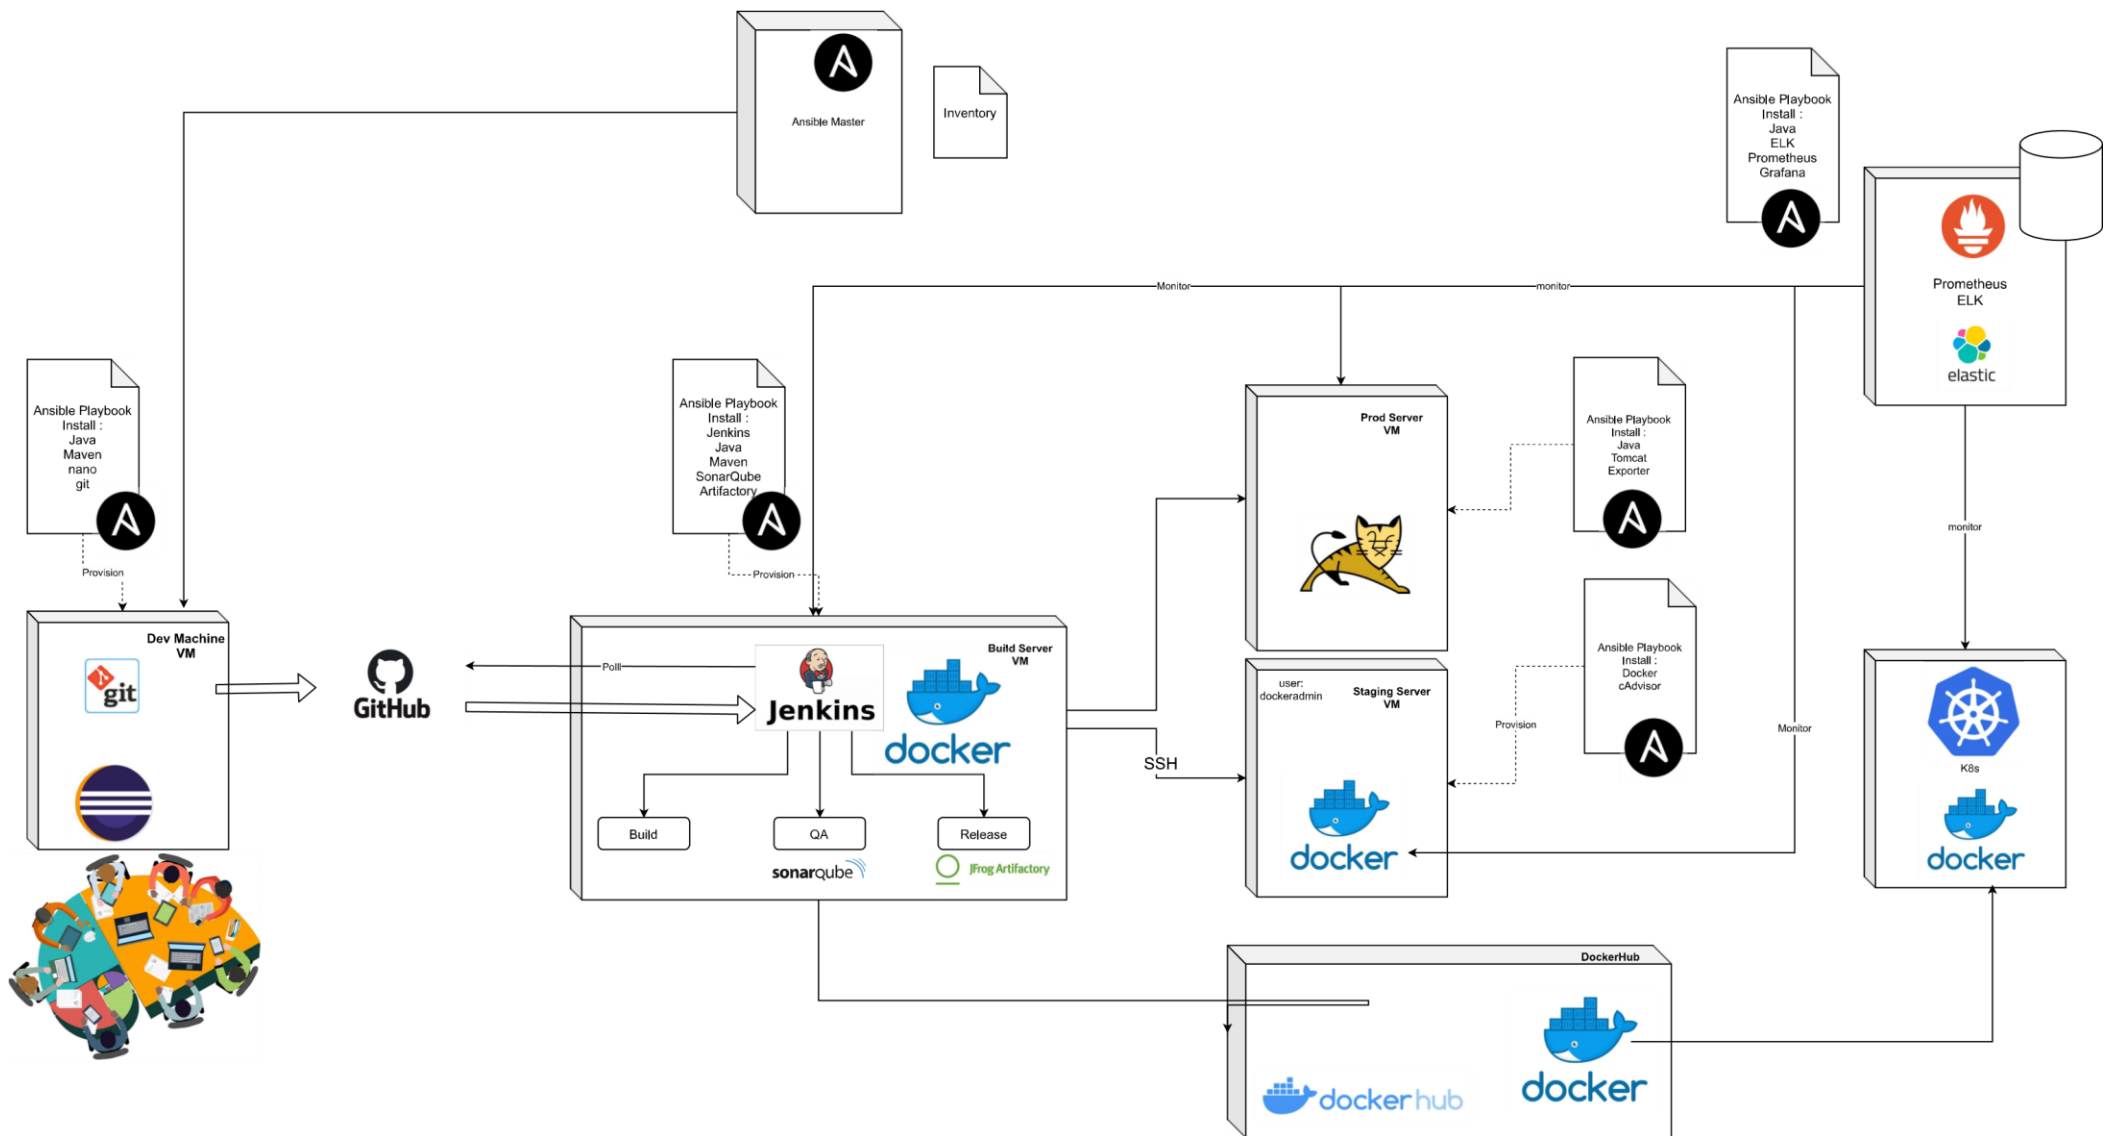 Ansible Master
Inventory
Ansible Playbook
Install :
Java
ELK
Prometheus
Grafana
Prometheus
ELK
elastic
Monitor
monitor
Ansible Playbook
Install :
Java
Maven
nano
git
Provision
Ansible Playbook
Install :
Jenkins
Java
Maven
SonarQube
Artifactory
Provision
Prod Server
VM
Ansible Playbook
Install :
Java
Tomcat
Exporter
monitor
Dev Machine
VM
git
GitHub
Polll
Jenkins
Build Server
VM
docker
Build
QA
Release
sonarqube
JFrog Artifactory
SSH
user:
dockeradmin
Staging Server
VM
docker
Provision
Ansible Playbook
Install :
Docker
cAdvisor
Monitor
K8s
docker
DockerHub
docker hub
docker